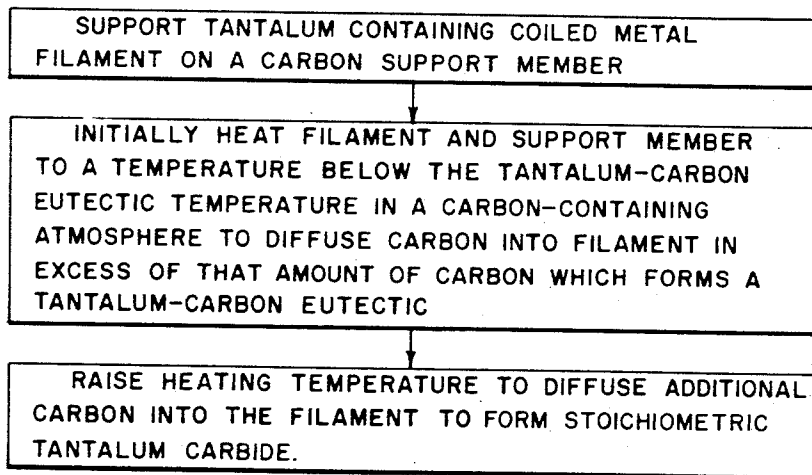 SUPPORT TANTALUM CONTAINING COILED METAL
FILAMENT ON A CARBON SUPPORT MEMBER
INITIALLY HEAT FILAMENT AND SUPPORT MEMBER
TO A TEMPERATURE BELOW THE TANTALUM-CARBON
EUTECTIC TEMPERATURE IN A CARBON-CONTAINING
ATMOSPHERE TO DIFFUSE CARBON INTO FILAMENT IN
EXCESS OF THAT AMOUNT OF CARBON WHICH FORMS A
TANTALUM-CARBON EUTECTIC
RAISE HEATING TEMPERATURE TO DIFFUSE ADDITIONAL
CARBON INTO THE FILAMENT TO FORM STOICHIOMETRIC
TANTALUM CARBIDE.